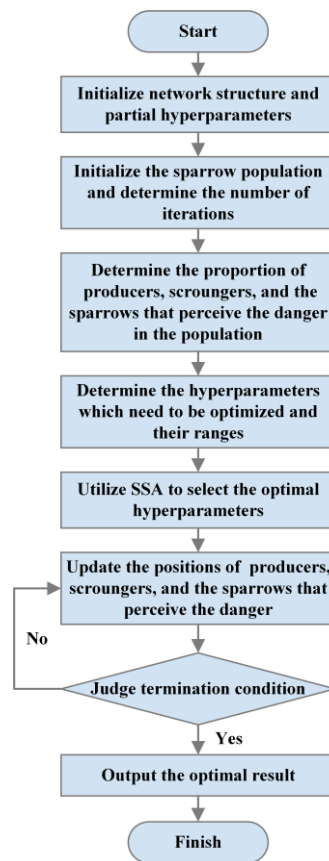 Start
Initialize network structure and
partial hyperparameters
Initialize the sparrow population
and determine the number of
iterations
Determine the proportion of
producers, scroungers, and the
sparrows that perceive the danger
in the population
Determine the hyperparameters
which need to be optimized and
their ranges
Utilize SSA to select the optimal
hyperparameters
Update the positions of producers,
scroungers, and the sparrows that
perceive the danger
No
Judge termination condition
Yes
Output the optimal result
Finish